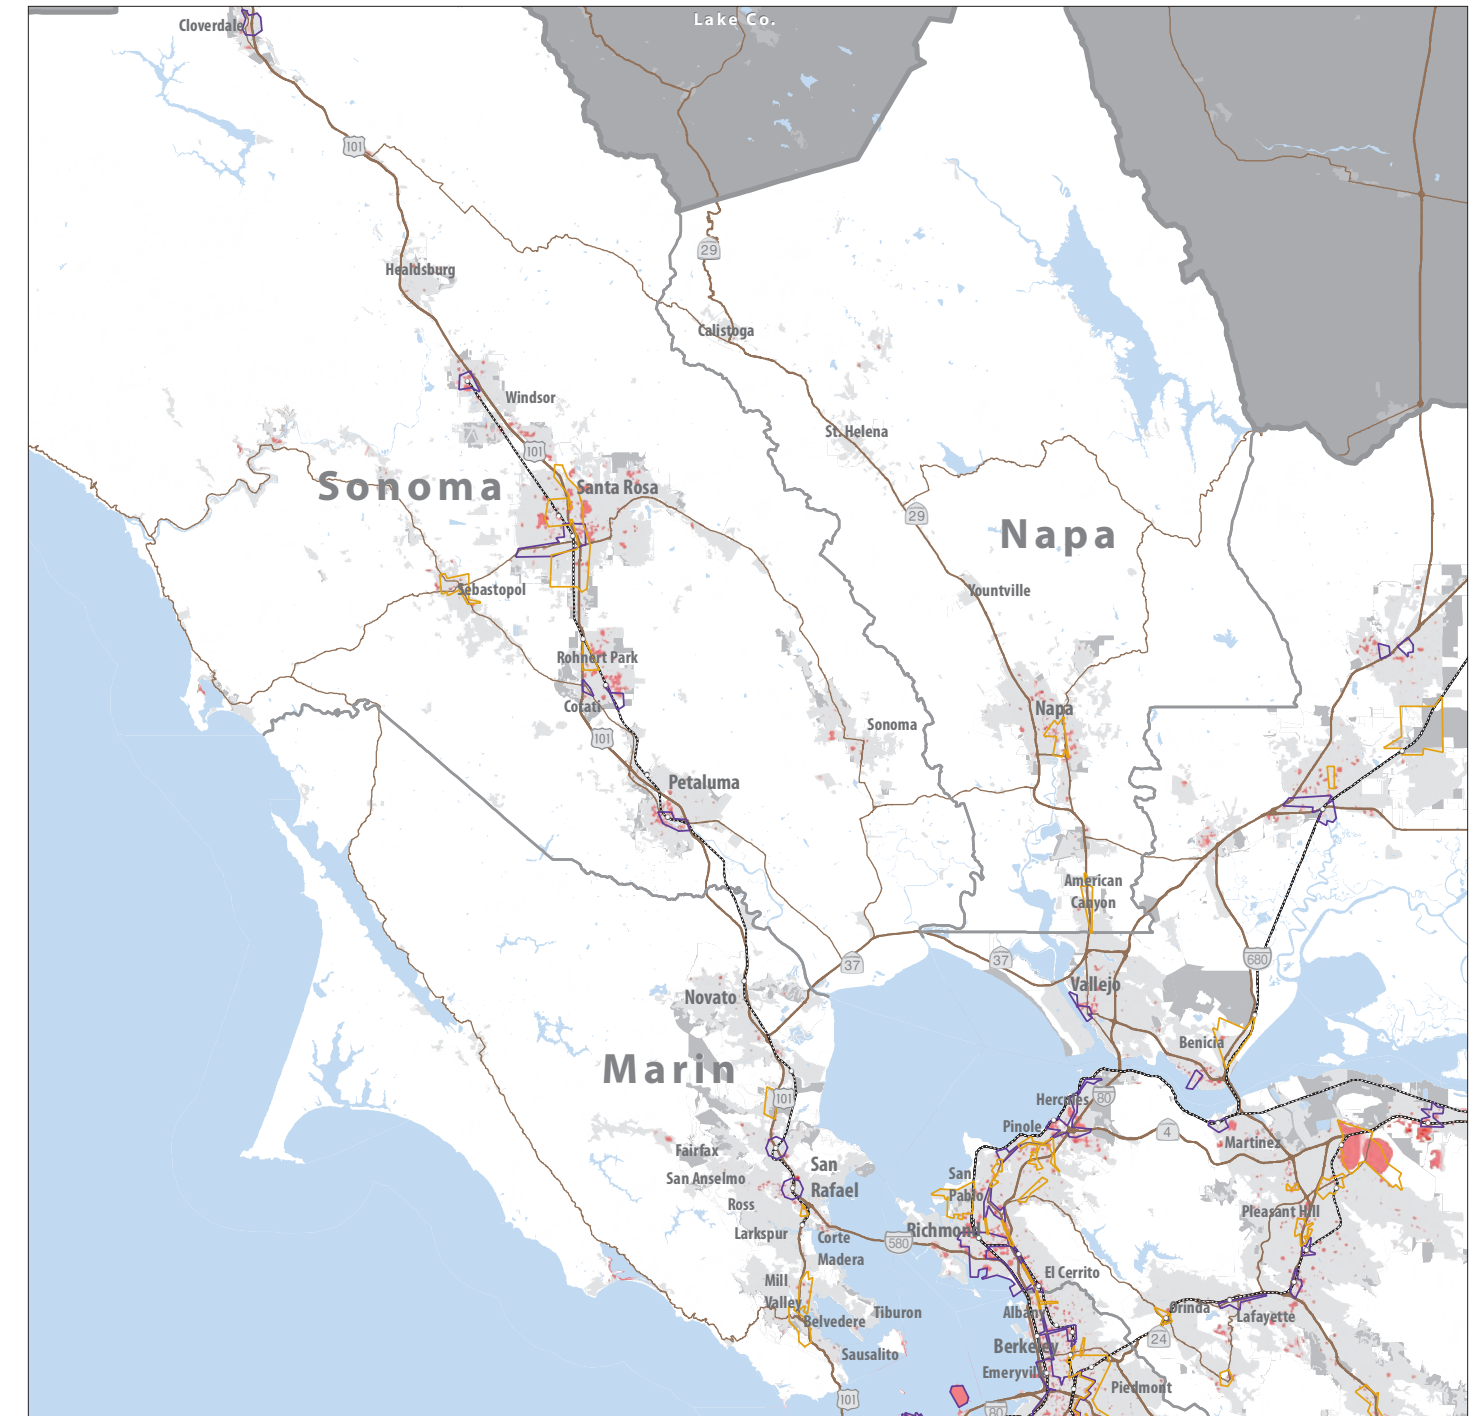 Lake Co.
Cloverdale
101
29
Healdsburg
Calistoga
Windsor
St. Helena
101
Sonoma
Santa Rosa
29
Napa
Sebastopol
Yountville
Rohnert Park
Cotati
Napa
Sonoma
101
Petaluma
American
Canyon
37
37
680
Vallejo
Novato
Benicia
Marin
101
Hercules
80
Pinole
4
Martinez
Fairfax
San
Rafael
San Anselmo
San
Pablo
Ross
Pleasant Hill
Larkspur
Corte
Madera
580
Richmond
El Cerrito
Mill
Valley
Tiburon
Belvedere
Albany
Orinda
Lafayette
24
Berkeley
Sausalito
Emeryville
Piedmont
101
80